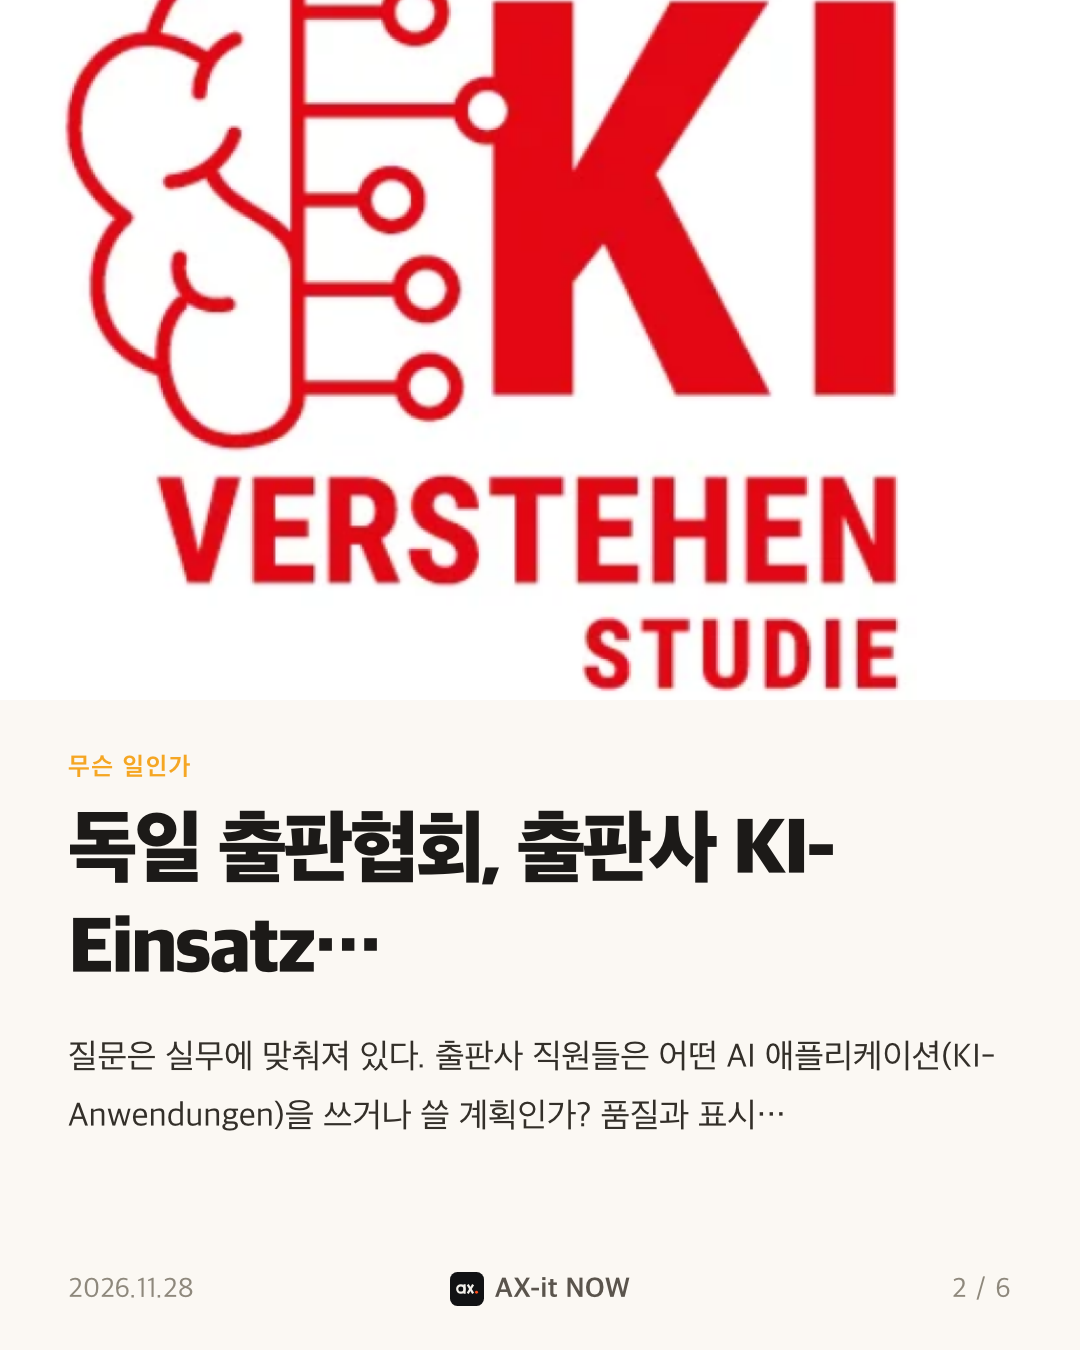 KI
VERSTEHEN
STUDIE
무슨 일인가
독일 출판협회, 출판사 KI-
Einsatz…
질문은 실무에 맞춰져 있다. 출판사 직원들은 어떤 AI 애플리케이션(KI-
Anwendungen)을 쓰거나 쓸 계획인가? 품질과 표시…
2026.11.28
ax.
AX-it NOW
2 / 6